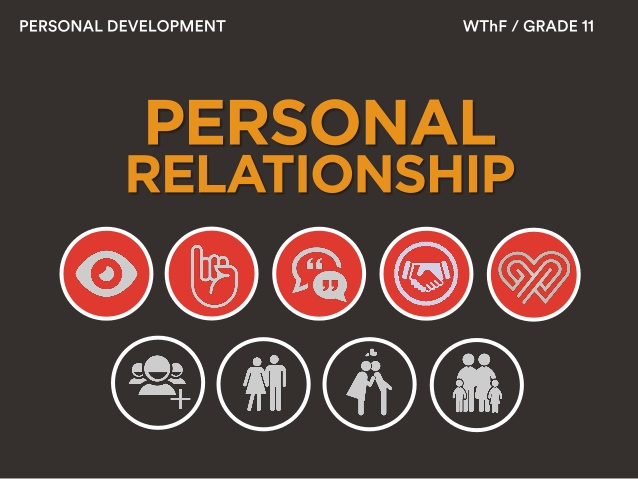 PERSONAL DEVELOPMENT
WThF / GRADE 11
PERSONAL
RELATIONSHIP